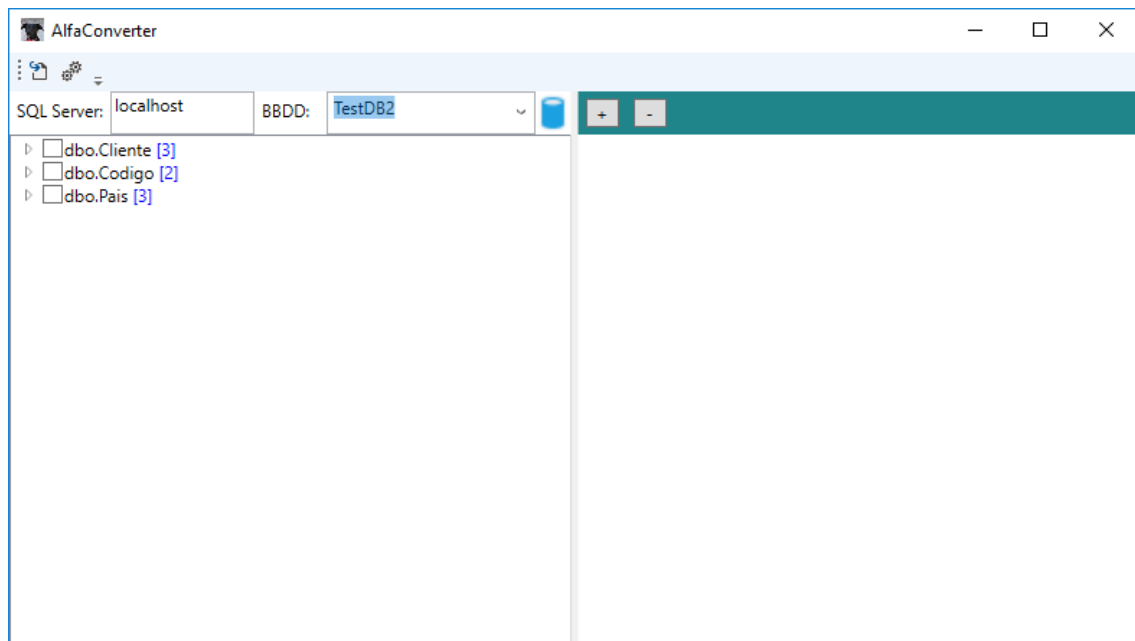 AlfaConverter
SQL Server: localhost BBDD: TestDB2 + -
dbo.Cliente [3]
dbo.Codigo [2]
dbo.Pais [3]